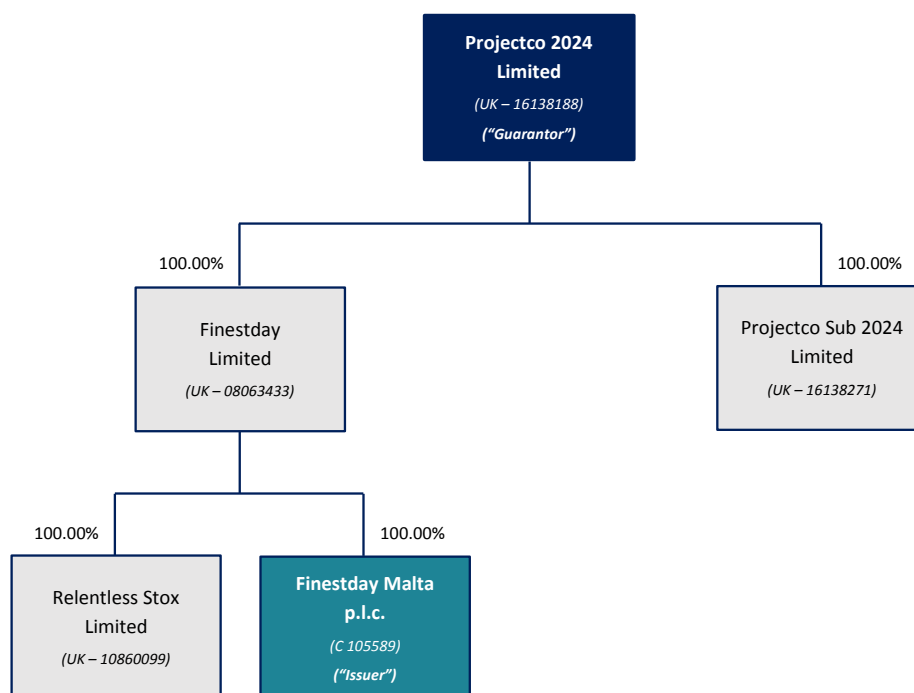 Projectco 2024
Limited
(UK – 16138188)
(“Guarantor”)
100.00%
100.00%
Finestday
Limited
(UK – 08063433)
Projectco Sub 2024
Limited
(UK – 16138271)
100.00%
100.00%
Relentless Stox
Limited
(UK – 10860099)
Finestday Malta
p.l.c.
(C 105589)
(“Issuer”)